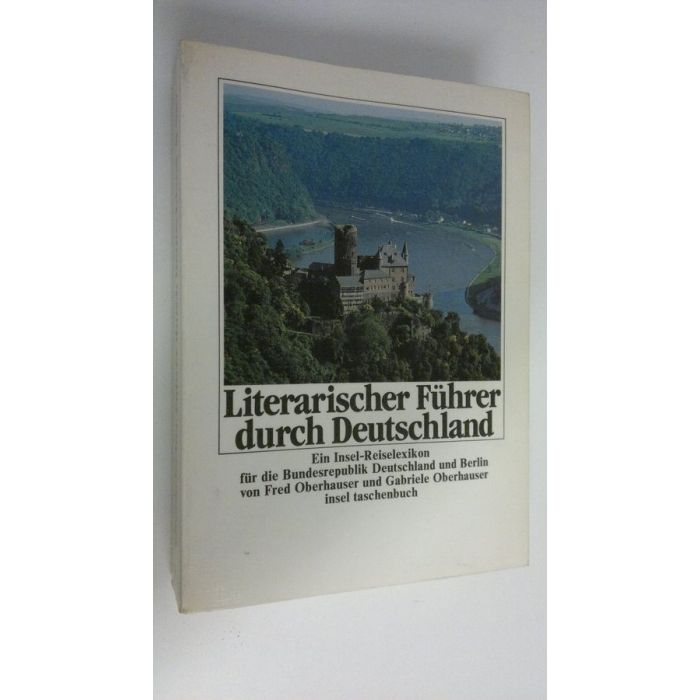 Literarischer Führer
durch Deutschland
Ein Insel-Reiselexikon
für die Bundesrepublik Deutschland und Berlin
von Fred Oberhauser und Gabriele Oberhauser
insel taschenbuch